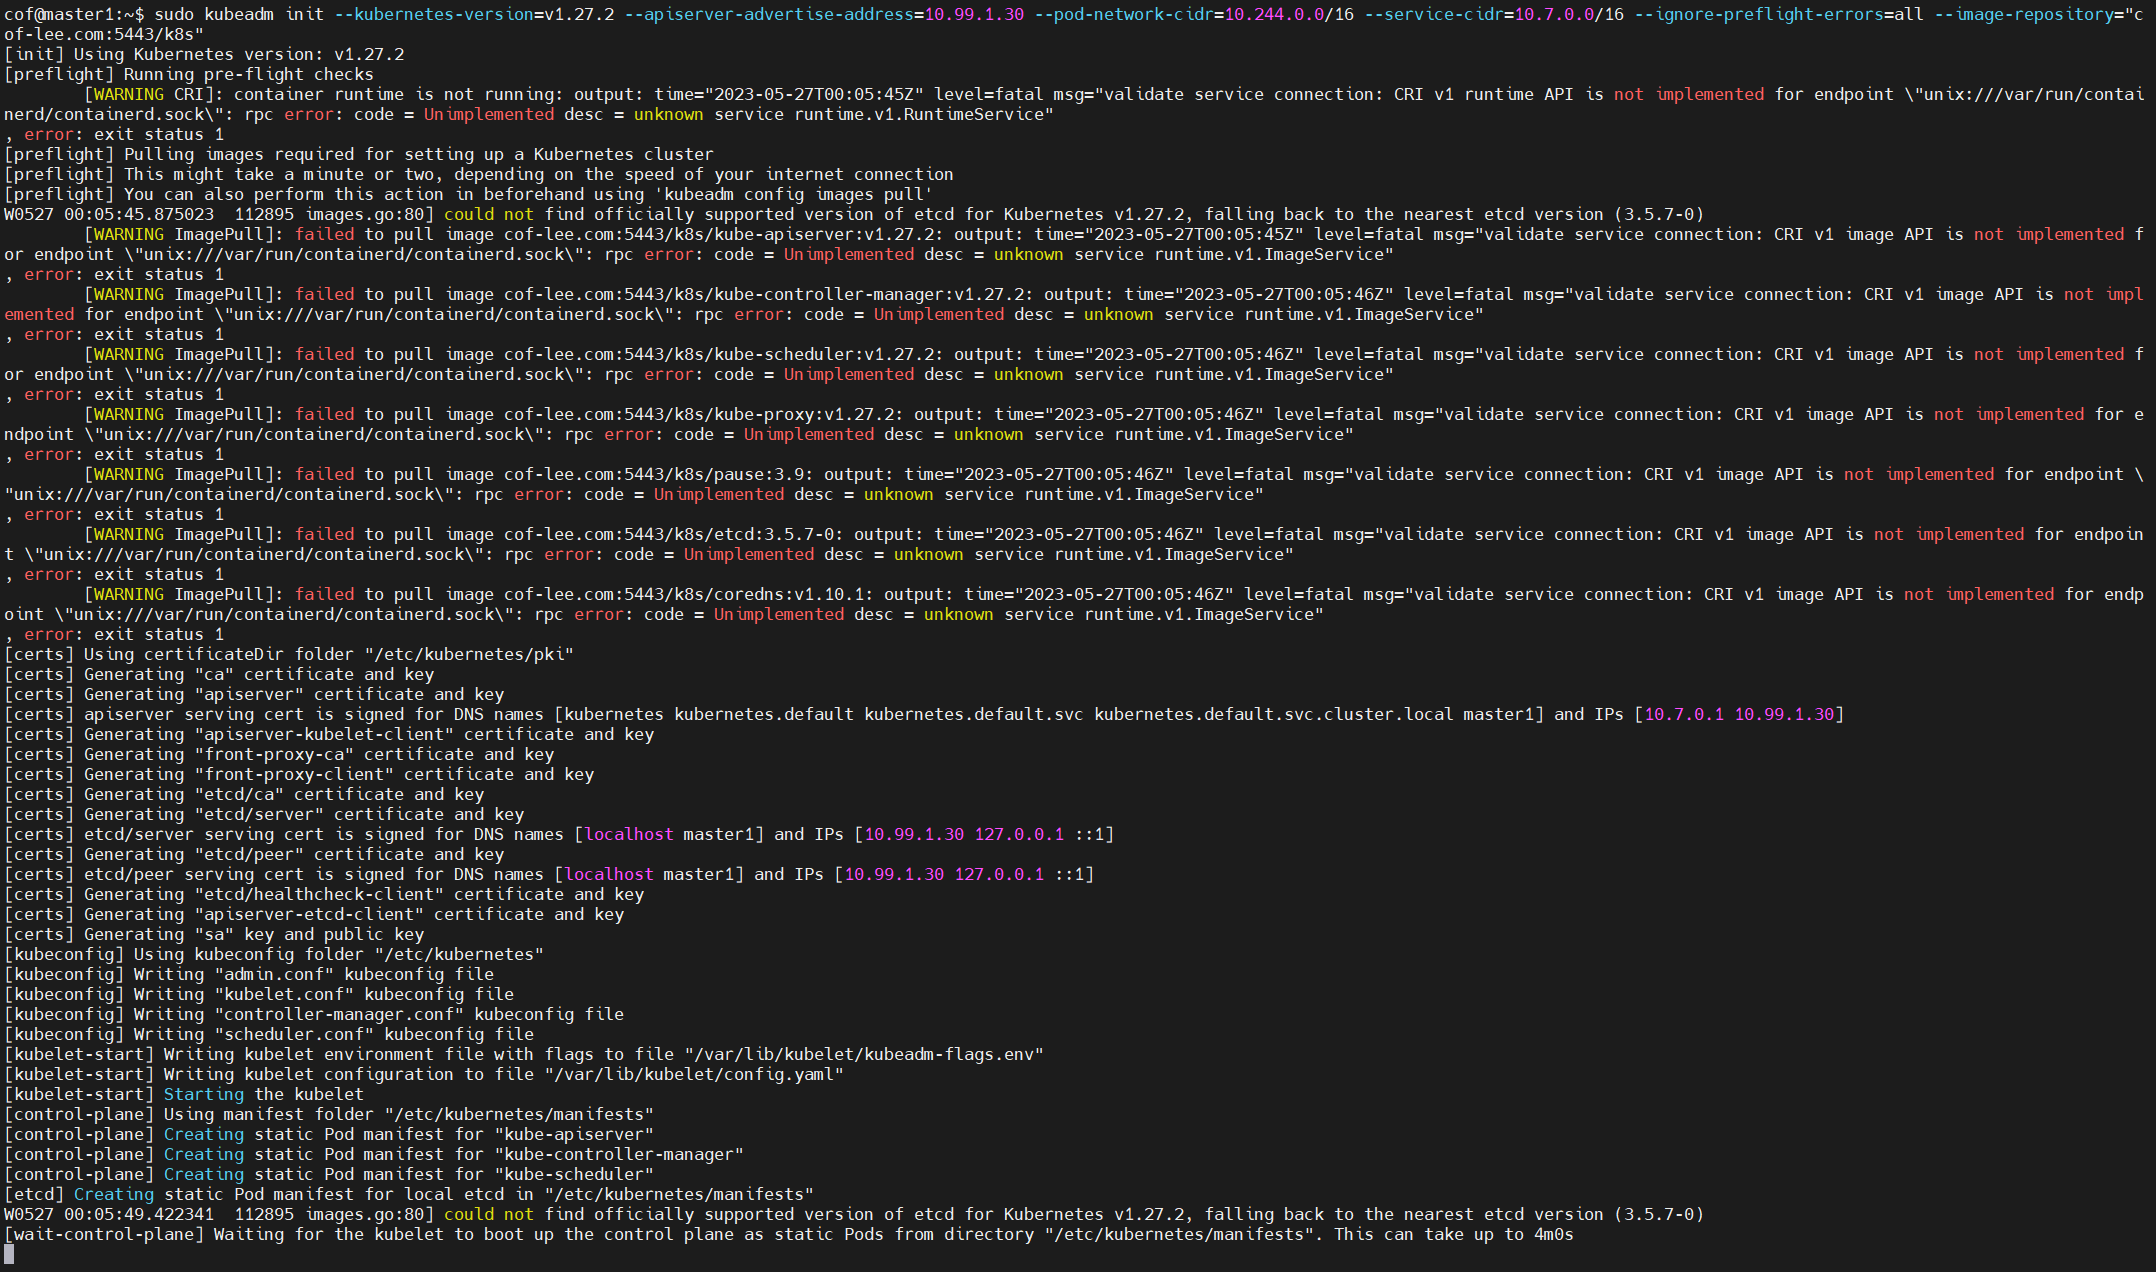 cof@master1:~$ sudo kubeadm init --kubernetes-version=v1.27.2 --apiserver-advertise-address=10.99.1.30 --pod-network-cidr=10.244.0.0/16 --service-cidr=10.7.0.0/16 --ignore-preflight-errors=all --image-repository="c
of-lee.com:5443/k8s"
[init] Using Kubernetes version: v1.27.2
[preflight] Running pre-flight checks
        [WARNING CRI]: container runtime is not running: output: time="2023-05-27T00:05:45Z" level=fatal msg="validate service connection: CRI v1 runtime API is not implemented for endpoint \"unix:///var/run/contai
nerd/containerd.sock\": rpc error: code = Unimplemented desc = unknown service runtime.v1.RuntimeService"
, error: exit status 1
[preflight] Pulling images required for setting up a Kubernetes cluster
[preflight] This might take a minute or two, depending on the speed of your internet connection
[preflight] You can also perform this action in beforehand using 'kubeadm config images pull'
W0527 00:05:45.875023  112895 images.go:80] could not find officially supported version of etcd for Kubernetes v1.27.2, falling back to the nearest etcd version (3.5.7-0)
        [WARNING ImagePull]: failed to pull image cof-lee.com:5443/k8s/kube-apiserver:v1.27.2: output: time="2023-05-27T00:05:45Z" level=fatal msg="validate service connection: CRI v1 image API is not implemented f
or endpoint \"unix:///var/run/containerd/containerd.sock\": rpc error: code = Unimplemented desc = unknown service runtime.v1.ImageService"
, error: exit status 1
        [WARNING ImagePull]: failed to pull image cof-lee.com:5443/k8s/kube-controller-manager:v1.27.2: output: time="2023-05-27T00:05:46Z" level=fatal msg="validate service connection: CRI v1 image API is not impl
emented for endpoint \"unix:///var/run/containerd/containerd.sock\": rpc error: code = Unimplemented desc = unknown service runtime.v1.ImageService"
, error: exit status 1
        [WARNING ImagePull]: failed to pull image cof-lee.com:5443/k8s/kube-scheduler:v1.27.2: output: time="2023-05-27T00:05:46Z" level=fatal msg="validate service connection: CRI v1 image API is not implemented f
or endpoint \"unix:///var/run/containerd/containerd.sock\": rpc error: code = Unimplemented desc = unknown service runtime.v1.ImageService"
, error: exit status 1
        [WARNING ImagePull]: failed to pull image cof-lee.com:5443/k8s/kube-proxy:v1.27.2: output: time="2023-05-27T00:05:46Z" level=fatal msg="validate service connection: CRI v1 image API is not implemented for e
ndpoint \"unix:///var/run/containerd/containerd.sock\": rpc error: code = Unimplemented desc = unknown service runtime.v1.ImageService"
, error: exit status 1
        [WARNING ImagePull]: failed to pull image cof-lee.com:5443/k8s/pause:3.9: output: time="2023-05-27T00:05:46Z" level=fatal msg="validate service connection: CRI v1 image API is not implemented for endpoint \
"unix:///var/run/containerd/containerd.sock\": rpc error: code = Unimplemented desc = unknown service runtime.v1.ImageService"
, error: exit status 1
        [WARNING ImagePull]: failed to pull image cof-lee.com:5443/k8s/etcd:3.5.7-0: output: time="2023-05-27T00:05:46Z" level=fatal msg="validate service connection: CRI v1 image API is not implemented for endpoin
t \"unix:///var/run/containerd/containerd.sock\": rpc error: code = Unimplemented desc = unknown service runtime.v1.ImageService"
, error: exit status 1
        [WARNING ImagePull]: failed to pull image cof-lee.com:5443/k8s/coredns:v1.10.1: output: time="2023-05-27T00:05:46Z" level=fatal msg="validate service connection: CRI v1 image API is not implemented for endp
oint \"unix:///var/run/containerd/containerd.sock\": rpc error: code = Unimplemented desc = unknown service runtime.v1.ImageService"
, error: exit status 1
[certs] Using certificateDir folder "/etc/kubernetes/pki"
[certs] Generating "ca" certificate and key
[certs] Generating "apiserver" certificate and key
[certs] apiserver serving cert is signed for DNS names [kubernetes kubernetes.default kubernetes.default.svc kubernetes.default.svc.cluster.local master1] and IPs [10.7.0.1 10.99.1.30]
[certs] Generating "apiserver-kubelet-client" certificate and key
[certs] Generating "front-proxy-ca" certificate and key
[certs] Generating "front-proxy-client" certificate and key
[certs] Generating "etcd/ca" certificate and key
[certs] Generating "etcd/server" certificate and key
[certs] etcd/server serving cert is signed for DNS names [localhost master1] and IPs [10.99.1.30 127.0.0.1 ::1]
[certs] Generating "etcd/peer" certificate and key
[certs] etcd/peer serving cert is signed for DNS names [localhost master1] and IPs [10.99.1.30 127.0.0.1 ::1]
[certs] Generating "etcd/healthcheck-client" certificate and key
[certs] Generating "apiserver-etcd-client" certificate and key
[certs] Generating "sa" key and public key
[kubeconfig] Using kubeconfig folder "/etc/kubernetes"
[kubeconfig] Writing "admin.conf" kubeconfig file
[kubeconfig] Writing "kubelet.conf" kubeconfig file
[kubeconfig] Writing "controller-manager.conf" kubeconfig file
[kubeconfig] Writing "scheduler.conf" kubeconfig file
[kubelet-start] Writing kubelet environment file with flags to file "/var/lib/kubelet/kubeadm-flags.env"
[kubelet-start] Writing kubelet configuration to file "/var/lib/kubelet/config.yaml"
[kubelet-start] Starting the kubelet
[control-plane] Using manifest folder "/etc/kubernetes/manifests"
[control-plane] Creating static Pod manifest for "kube-apiserver"
[control-plane] Creating static Pod manifest for "kube-controller-manager"
[control-plane] Creating static Pod manifest for "kube-scheduler"
[etcd] Creating static Pod manifest for local etcd in "/etc/kubernetes/manifests"
W0527 00:05:49.422341  112895 images.go:80] could not find officially supported version of etcd for Kubernetes v1.27.2, falling back to the nearest etcd version (3.5.7-0)
[wait-control-plane] Waiting for the kubelet to boot up the control plane as static Pods from directory "/etc/kubernetes/manifests". This can take up to 4m0s